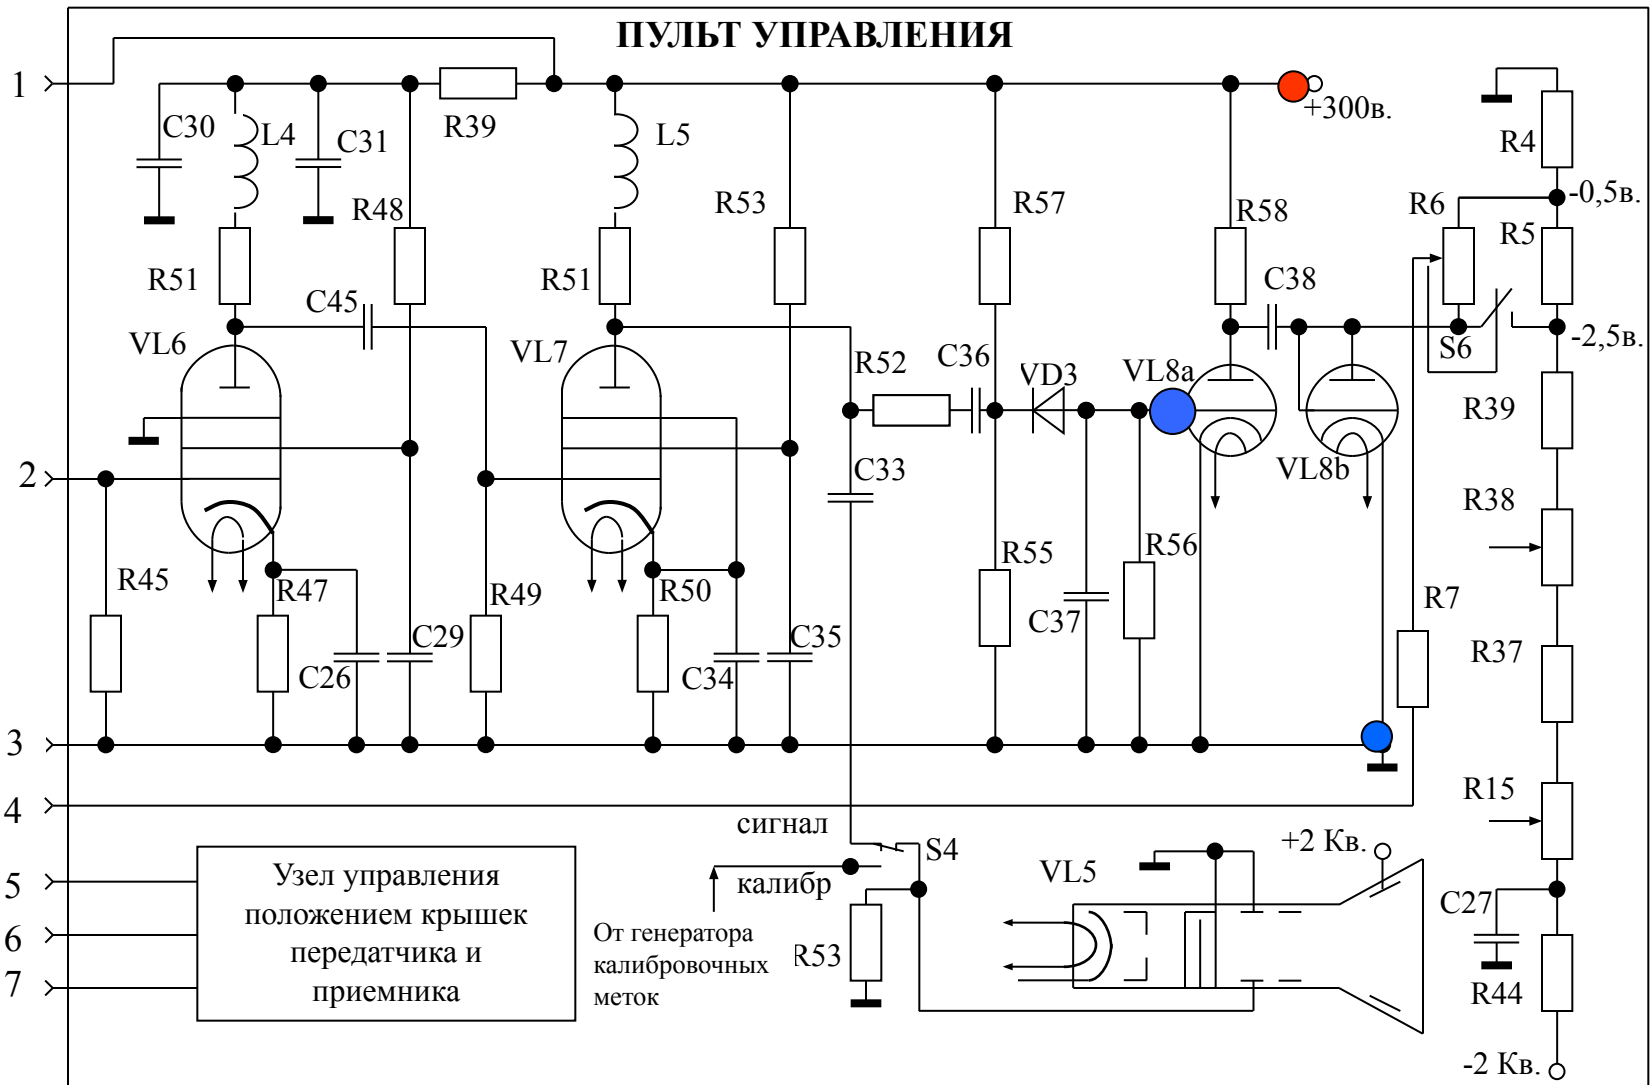 ПУЛЬТ УПРАВЛЕНИЯ
1
+300в.
C30
L4
C31
R39
L5
R4
R48
R53
R57
R58
R6
-0,5в.
R5
R51
C45
R51
C38
VL6
VL7
R52
C36
VD3
VL8a
S6
-2,5в.
R39
2
C33
VL8b
R38
R45
R47
R49
R50
R55
R56
R7
C29
C35
C37
C26
C34
R37
3
4
R15
сигнал
S4
VL5
+2 Кв.
калибр
5
6
7
Узел управления
положением крышек
передатчика и
приемника
От генератора
калибровочных
меток
R53
C27
R44
-2 Кв.